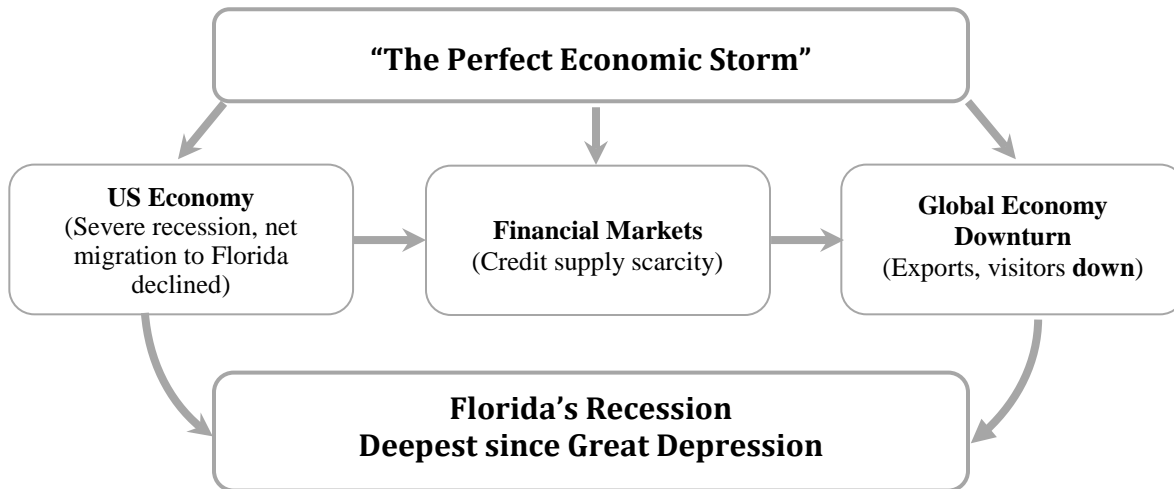 “The Perfect Economic Storm”
US Economy
(Severe recession, net
migration to Florida
declined)
Financial Markets
(Credit supply scarcity)
Global Economy
Downturn
(Exports, visitors down)
Florida’s Recession
Deepest since Great Depression